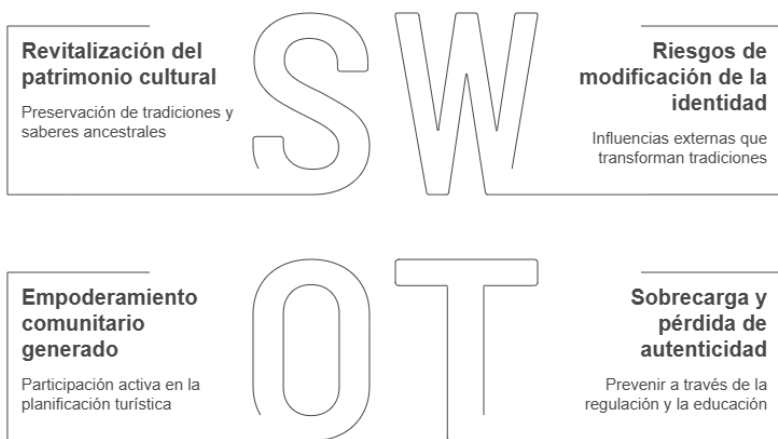 Revitalización del
patrimonio cultural
Preservación de tradiciones y
saberes ancestrales
S
W
Riesgos de
modificación de la
identidad
Influencias externas que
transforman tradiciones
Empoderamiento
comunitario
generado
Participación activa en la
planificación turística
O
T
Sobrecarga y
pérdida de
autenticidad
Prevenir a través de la
regulación y la educación